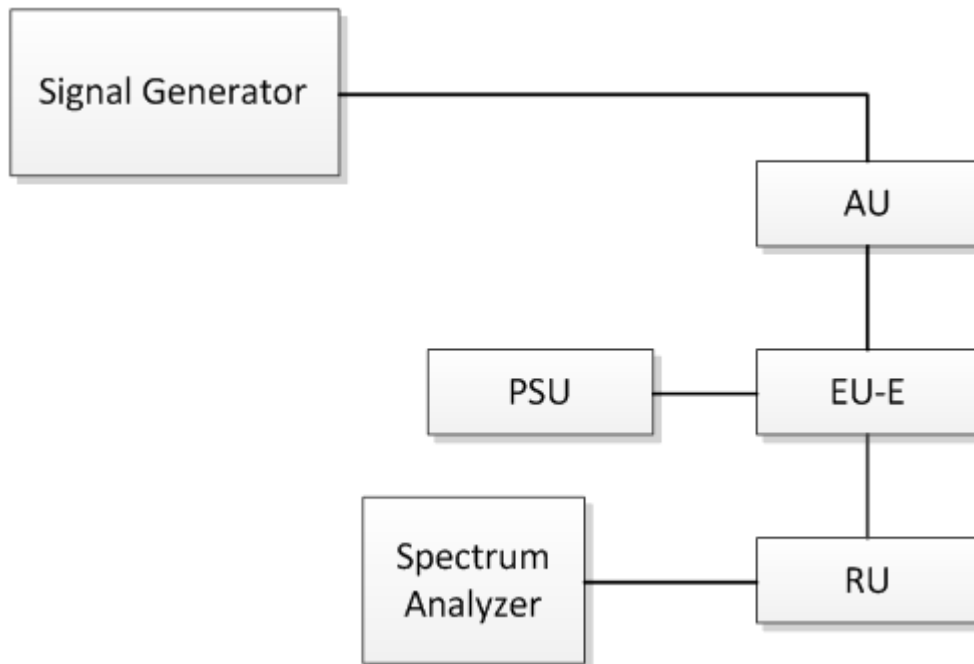 Signal Generator
AU
PSU
EU-E
Spectrum
Analyzer
RU